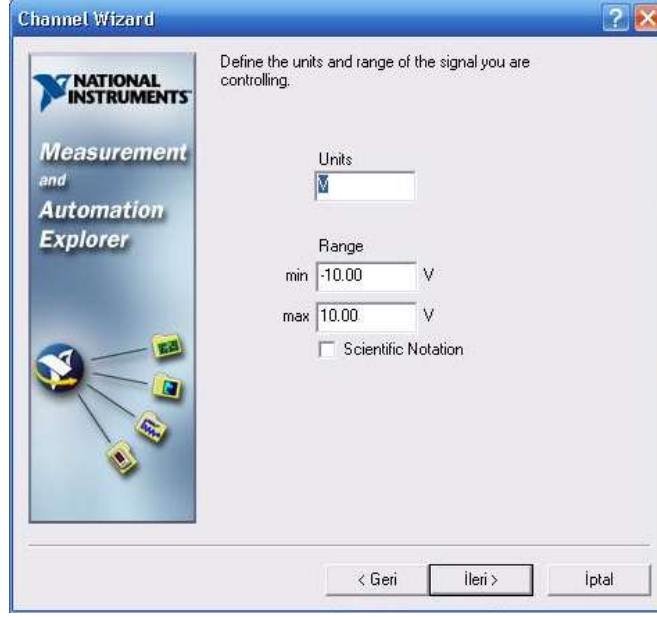 Channel Wizard
NATIONAL
INSTRUMENTS
Measurement
and
Automation
Explorer
Define the units and range of the signal you are
controlling.
Units
V
Range
min -10.00 V
max 10.00 V
Scientific Notation
< Geri İleri > İptal